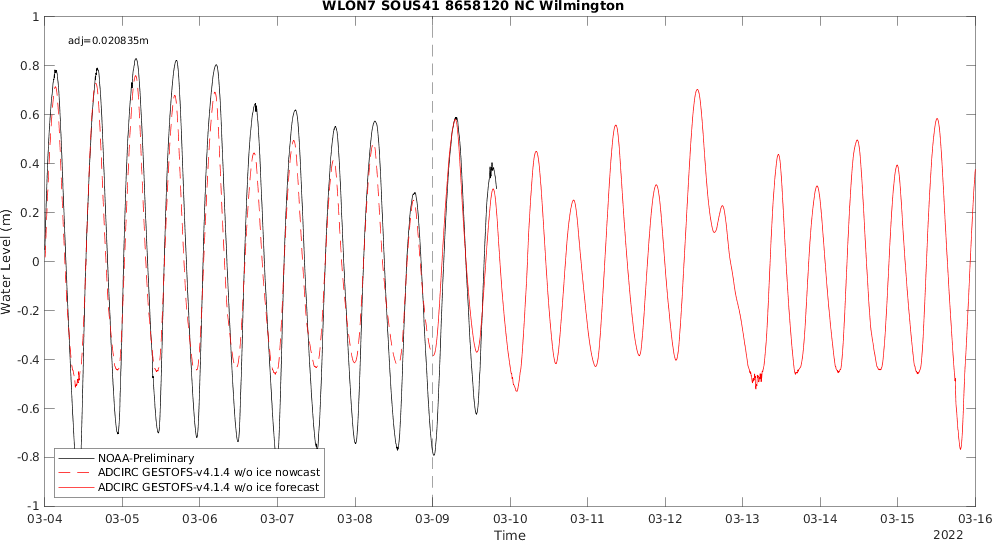 WLON7 SOUS41 8658120 NC Wilmington
adj=0.020835m
Water Level (m)
1
0.8
0.6
0.4
0.2
0
-0.2
-0.4
-0.6
-0.8
-1
NOAA-Preliminary
ADCIRC GESTOFS-v4.1.4 w/o ice nowcast
ADCIRC GESTOFS-v4.1.4 w/o ice forecast
03-04 03-05 03-06 03-07 03-08 03-09 03-10 03-11 03-12 03-13 03-14 03-15 03-16
Time
2022